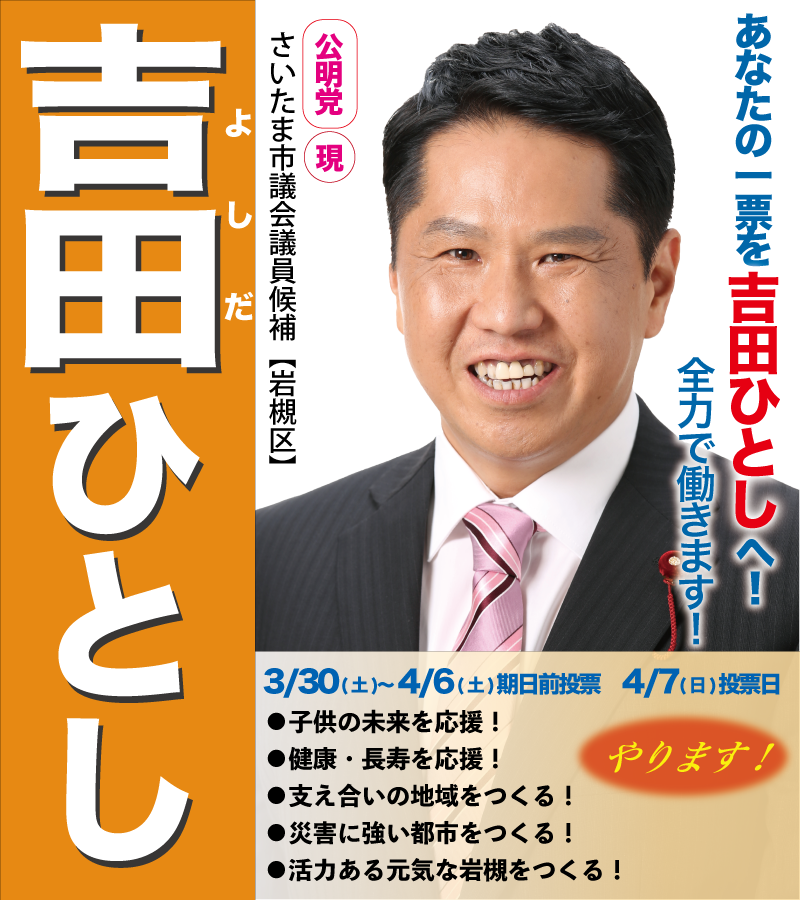 あなたの一票を吉田ひとしへ！
全力で働きます！
公明党 現
さいたま市議会議員候補【岩槻区】
よしだ
吉田ひとし
3/30(土)～4/6(土)期日前投票 4/7(日)投票日
●子供の未来を応援！
●健康・長寿を応援！
●支え合いの地域をつくる！
●災害に強い都市をつくる！
●活力ある元気な岩槻をつくる！
やります！